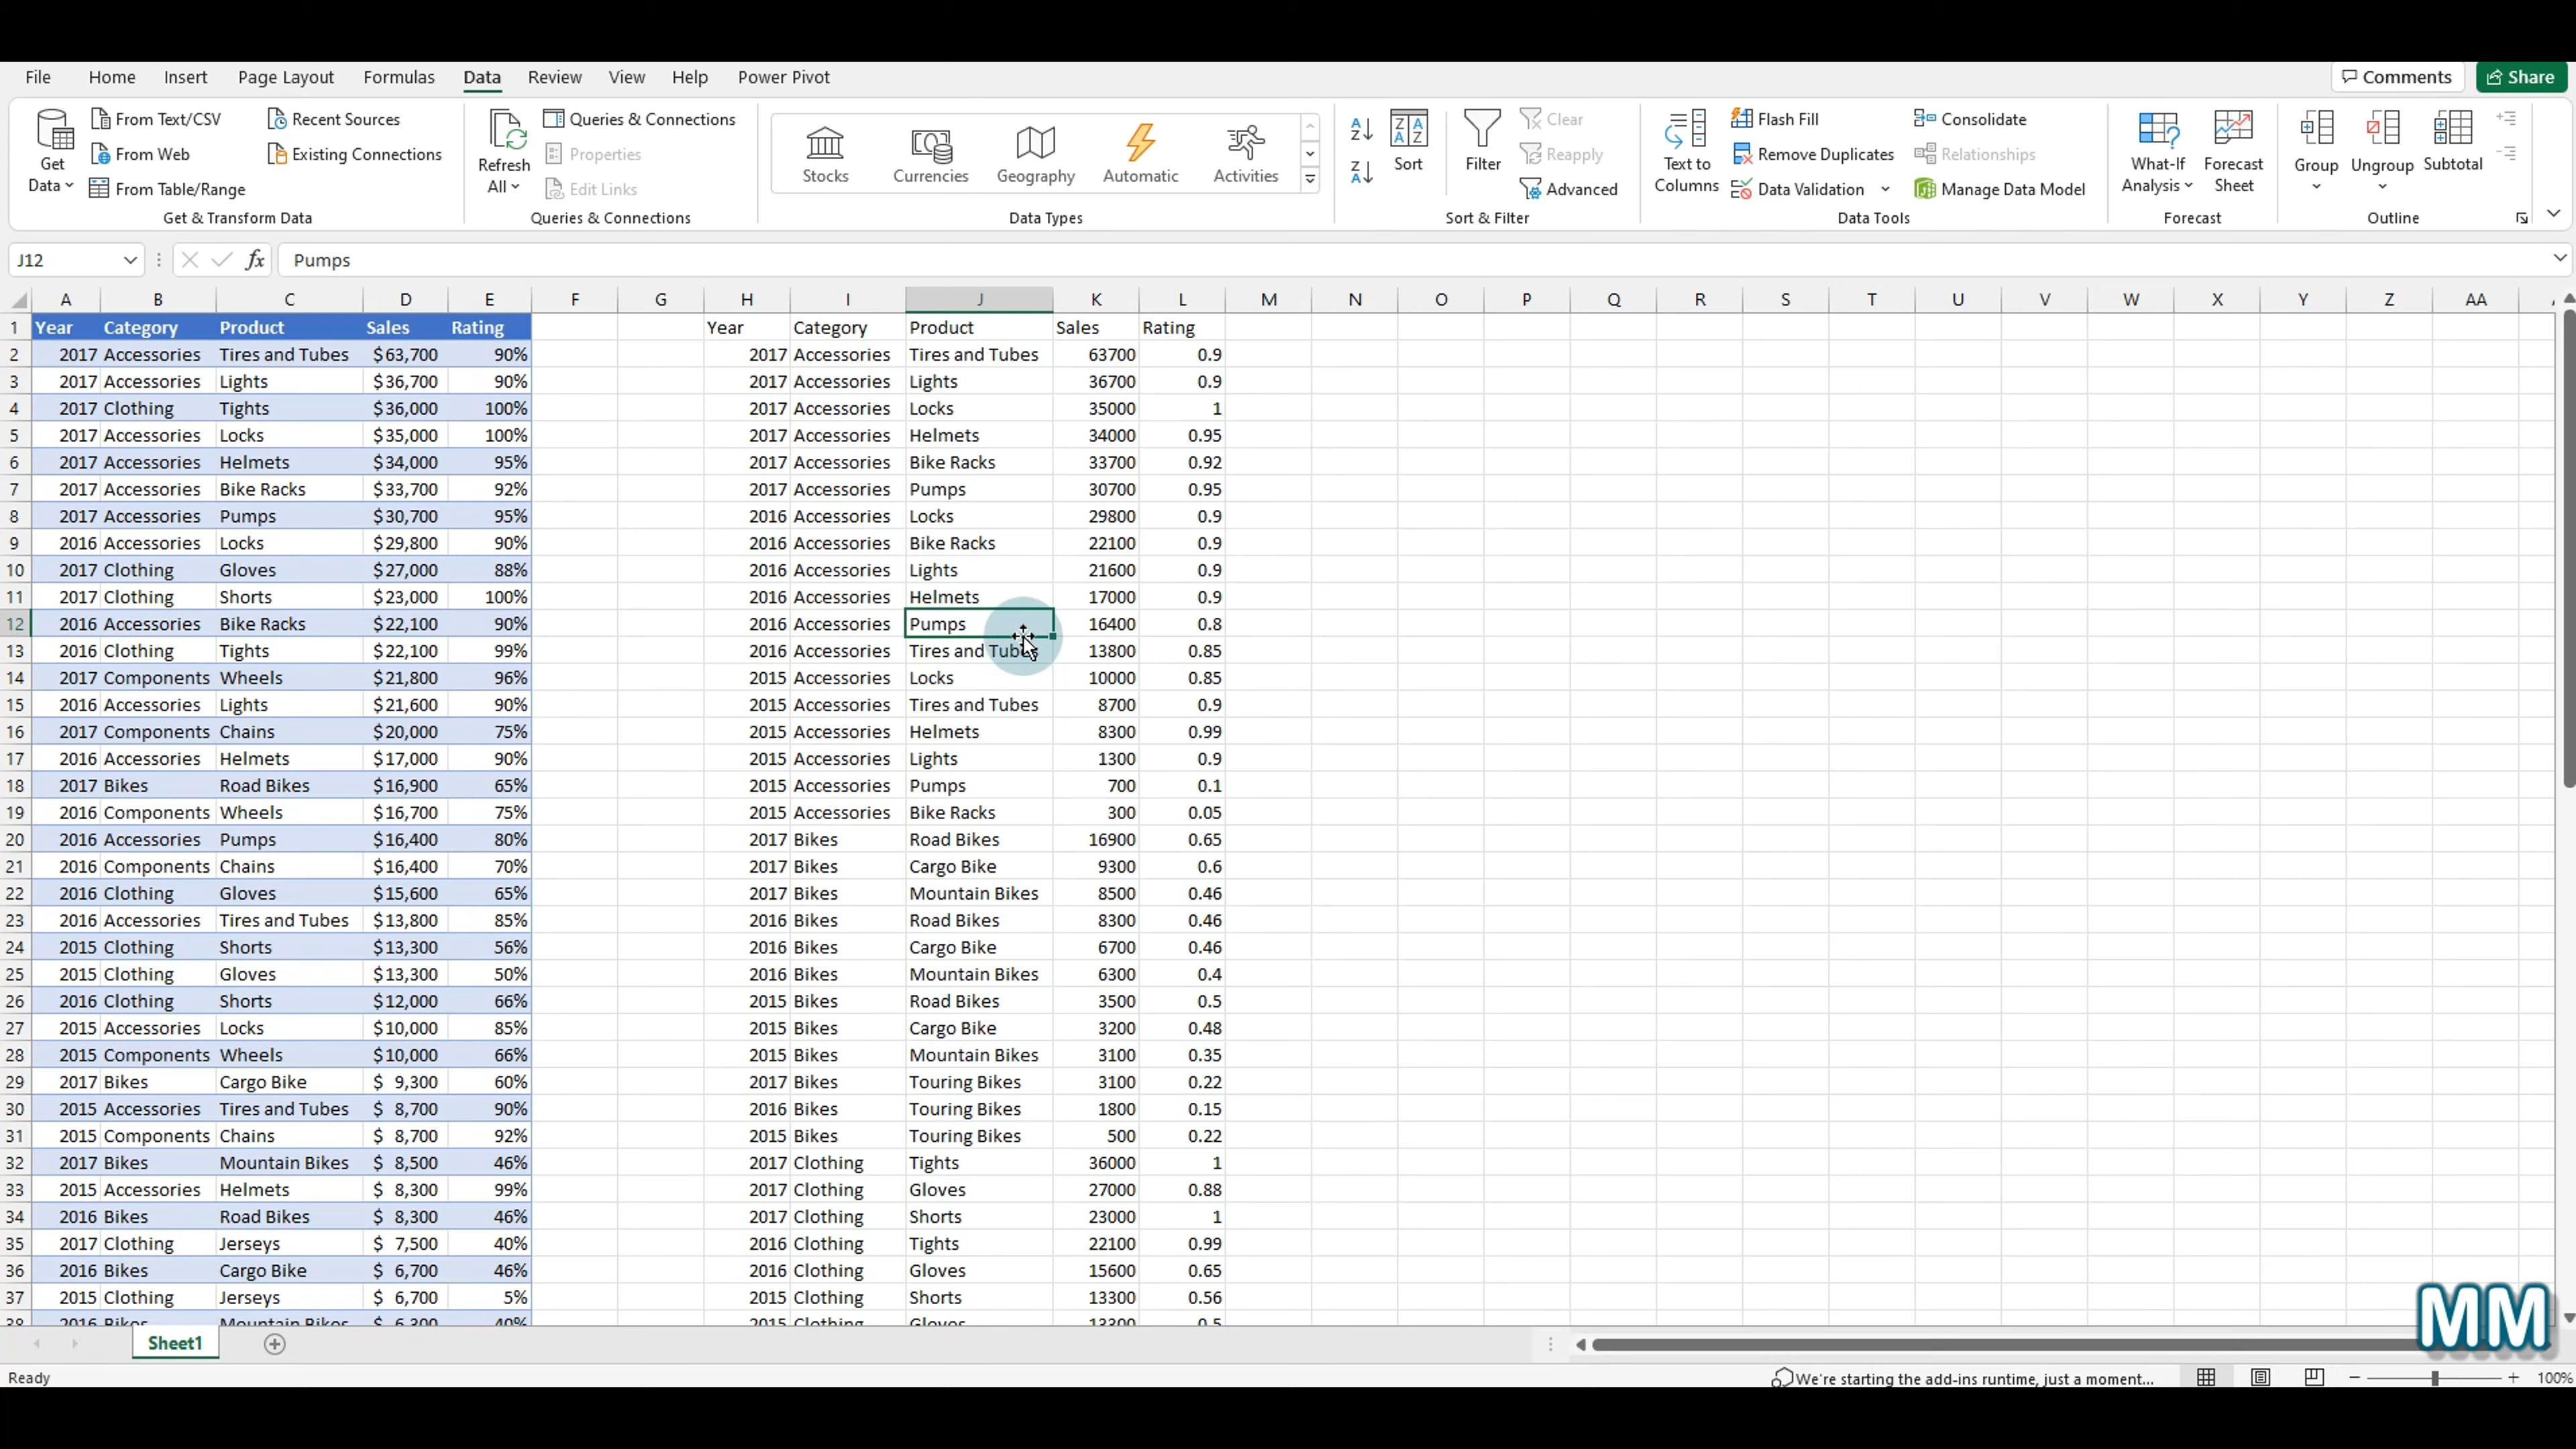 File Home Insert Page Layout Formulas Data Review View Help Power Pivot Comments Share
From Text/CSV Recent Sources Queries & Connections Clear Flash Fill Consolidate
Get Data From Web Existing Connections Refresh All Properties Stocks Currencies Geography Automatic Activities Sort Filter Reapply Text to Columns Remove Duplicates Relationships What-If Analysis Forecast Sheet Group Ungroup Subtotal
From Table/Range Edit Links Advanced Data Validation Manage Data Model
Get & Transform Data Queries & Connections Data Types Sort & Filter Data Tools Forecast Outline
J12 fx Pumps
A B C D E F G H I J K L M N O P Q R S T U V W X Y Z AA
1 Year Category Product Sales Rating Year Category Product Sales Rating
2 2017 Accessories Tires and Tubes $63,700 90% 2017 Accessories Tires and Tubes 63700 0.9
3 2017 Accessories Lights $36,700 90% 2017 Accessories Lights 36700 0.9
4 2017 Clothing Tights $36,000 100% 2017 Accessories Locks 35000 1
5 2017 Accessories Locks $35,000 100% 2017 Accessories Helmets 34000 0.95
6 2017 Accessories Helmets $34,000 95% 2017 Accessories Bike Racks 33700 0.92
7 2017 Accessories Bike Racks $33,700 92% 2017 Accessories Pumps 30700 0.95
8 2017 Accessories Pumps $30,700 95% 2016 Accessories Locks 29800 0.9
9 2016 Accessories Locks $29,800 90% 2016 Accessories Bike Racks 22100 0.9
10 2017 Clothing Gloves $27,000 88% 2016 Accessories Lights 21600 0.9
11 2017 Clothing Shorts $23,000 100% 2016 Accessories Helmets 17000 0.9
12 2016 Accessories Bike Racks $22,100 90% 2016 Accessories Pumps 16400 0.8
13 2016 Clothing Tights $22,100 99% 2016 Accessories Tires and Tubes 13800 0.85
14 2017 Components Wheels $21,800 96% 2015 Accessories Locks 10000 0.85
15 2016 Accessories Lights $21,600 90% 2015 Accessories Tires and Tubes 8700 0.9
16 2017 Components Chains $20,000 75% 2015 Accessories Helmets 8300 0.99
17 2016 Accessories Helmets $17,000 90% 2015 Accessories Lights 1300 0.9
18 2017 Bikes Road Bikes $16,900 65% 2015 Accessories Pumps 700 0.1
19 2016 Components Wheels $16,700 75% 2015 Accessories Bike Racks 300 0.05
20 2016 Accessories Pumps $16,400 80% 2017 Bikes Road Bikes 16900 0.65
21 2016 Components Chains $16,400 70% 2017 Bikes Cargo Bike 9300 0.6
22 2016 Clothing Gloves $15,600 65% 2017 Bikes Mountain Bikes 8500 0.46
23 2016 Accessories Tires and Tubes $13,800 85% 2016 Bikes Road Bikes 8300 0.46
24 2015 Clothing Shorts $13,300 56% 2016 Bikes Cargo Bike 6700 0.46
25 2015 Clothing Gloves $13,300 50% 2016 Bikes Mountain Bikes 6300 0.4
26 2016 Clothing Shorts $12,000 66% 2015 Bikes Road Bikes 3500 0.5
27 2015 Accessories Locks $10,000 85% 2015 Bikes Cargo Bike 3200 0.48
28 2015 Components Wheels $10,000 66% 2015 Bikes Mountain Bikes 3100 0.35
29 2017 Bikes Cargo Bike $ 9,300 60% 2017 Bikes Touring Bikes 3100 0.22
30 2015 Accessories Tires and Tubes $ 8,700 90% 2016 Bikes Touring Bikes 1800 0.15
31 2015 Components Chains $ 8,700 92% 2015 Bikes Touring Bikes 500 0.22
32 2017 Bikes Mountain Bikes $ 8,500 46% 2017 Clothing Tights 36000 1
33 2015 Accessories Helmets $ 8,300 99% 2017 Clothing Gloves 27000 0.88
34 2016 Bikes Road Bikes $ 8,300 46% 2017 Clothing Shorts 23000 1
35 2017 Clothing Jerseys $ 7,500 40% 2016 Clothing Tights 22100 0.99
36 2016 Bikes Cargo Bike $ 6,700 46% 2016 Clothing Gloves 15600 0.65
37 2015 Clothing Jerseys $ 6,700 5% 2015 Clothing Shorts 13300 0.56
38 2016 Bikes Mountain Bikes $ 6,300 40% 2015 Clothing Gloves 13300 0.5
Sheet1 MM
Ready We're starting the add-ins runtime, just a moment... 100%